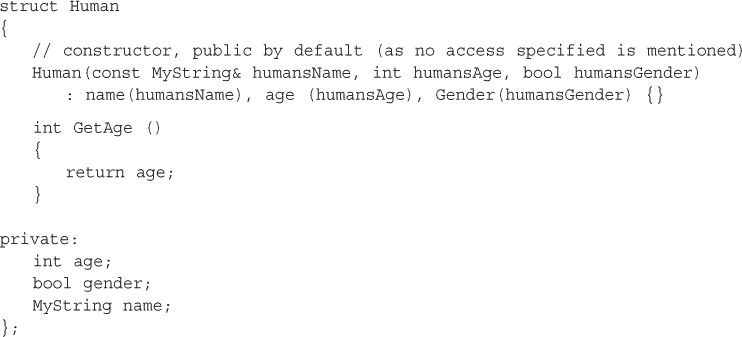 struct Human
{
// constructor, public by default (as no access specified is mentioned)
Human(const MyString& humansName, int humansAge, bool humansGender)
: name(humansName), age (humansAge), Gender(humansGender) {}
int GetAge ()
{
return age;
}
private:
int age;
bool gender;
MyString name;
};